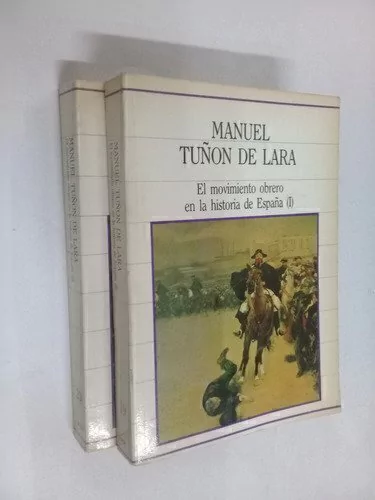 MANUEL
TUÑON DE LARA
El movimiento obrero
en la historia de España (I)
MANUEL TUÑON DE LARA
MANUEL TUÑON DE LARA